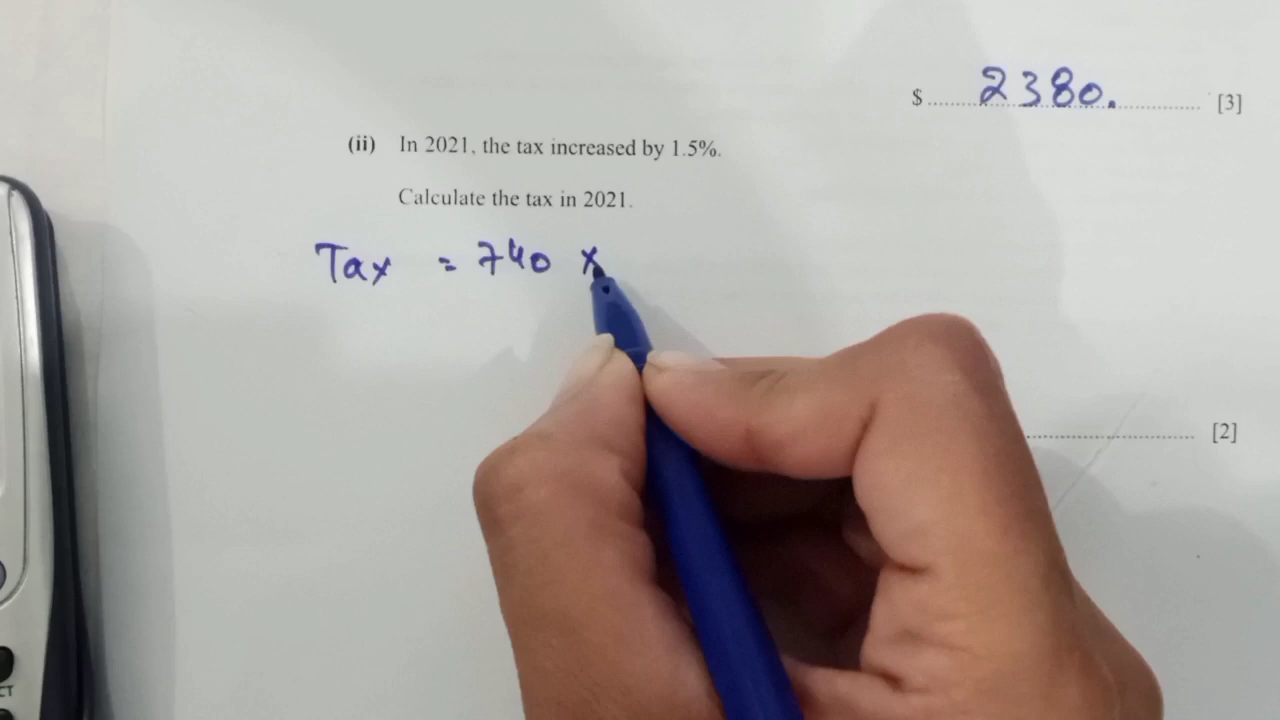 $ .................. 2380. .................. [3]
(ii) In 2021, the tax increased by 1.5%.
Calculate the tax in 2021.
Tax = 740 x
.................. [2]
CT